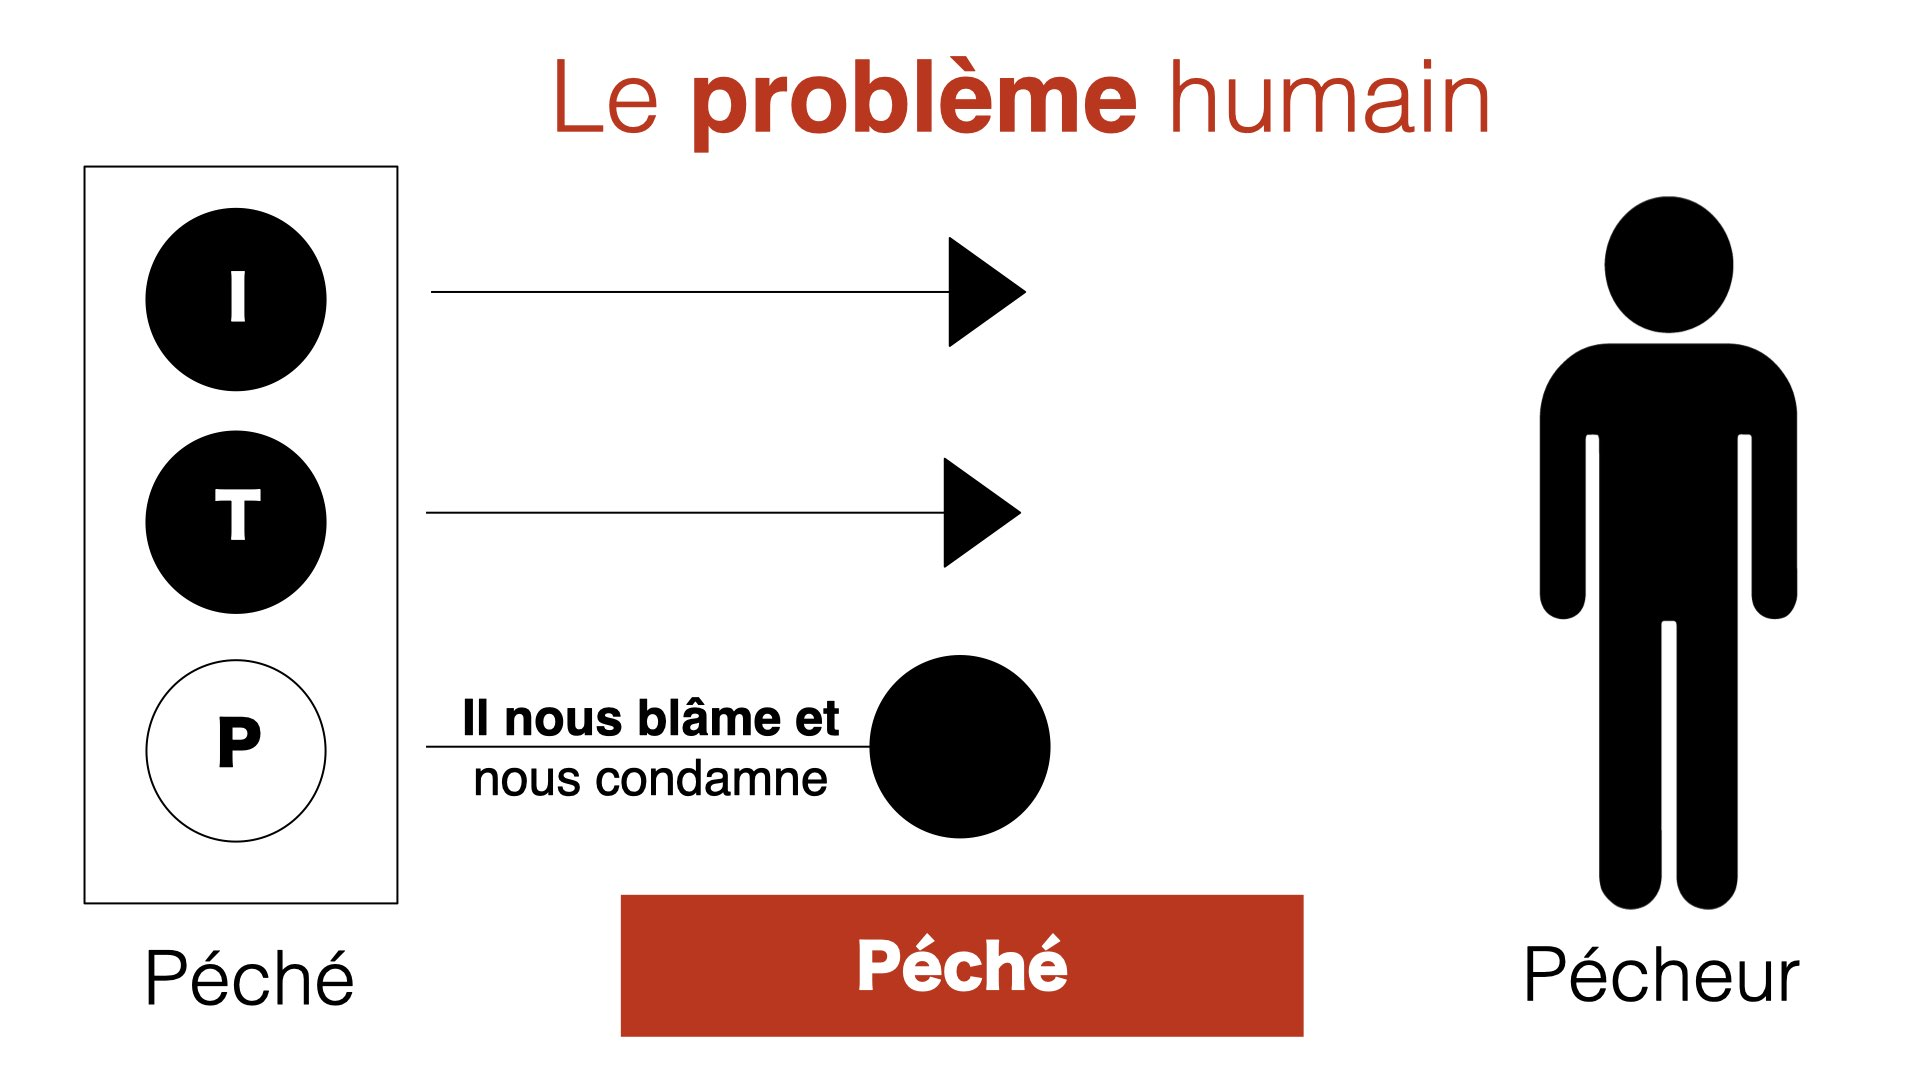 Le problème humain
I
T
P
Il nous blâme et
nous condamne
Péché
Péché
Pécheur